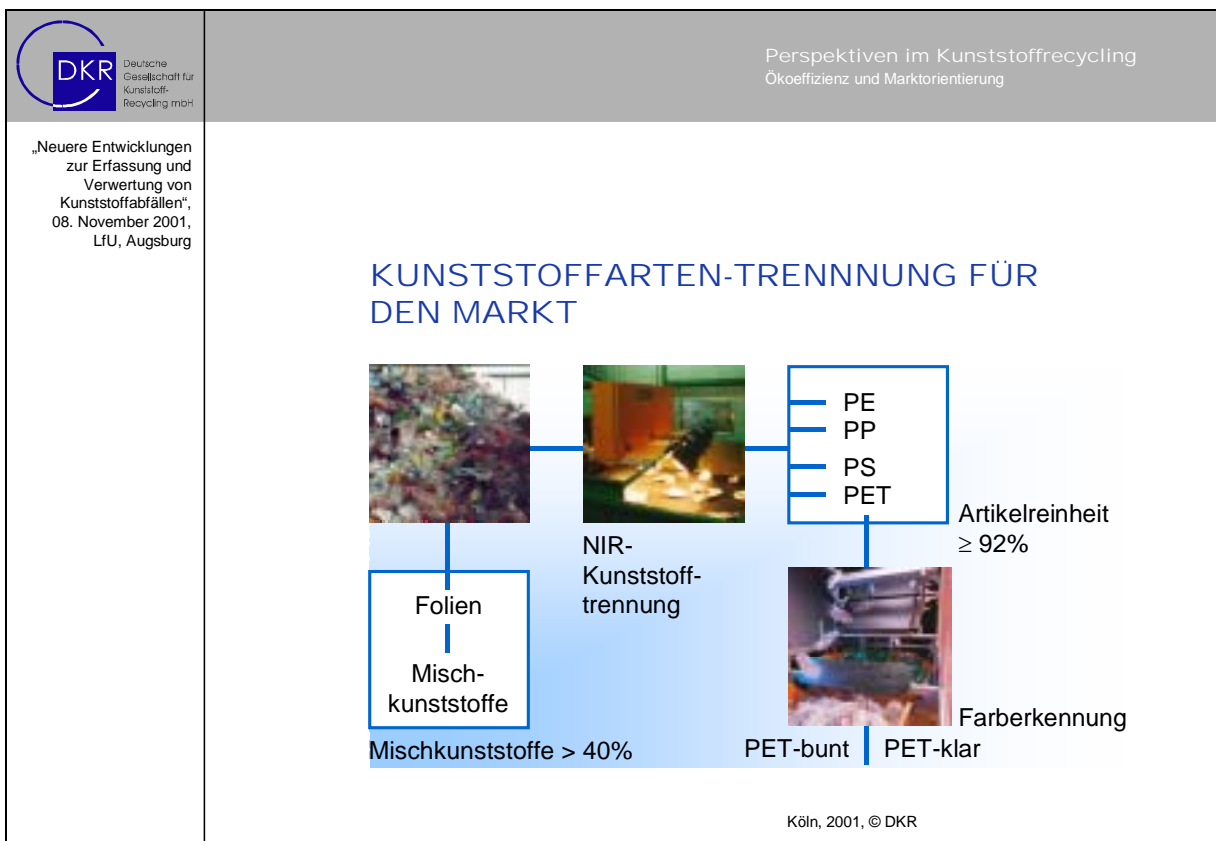 DKR
Deutsche
Gesellschaft für
Kunststoff-
Recycling mbH
Perspektiven im Kunststoffrecycling
Ökoeffizienz und Marktorientierung
„Neuere Entwicklungen
zur Erfassung und
Verwertung von
Kunststoffabfällen“,
08. November 2001,
LfU, Augsburg
KUNSTSTOFFARTEN-TRENNNUNG FÜR
DEN MARKT
PE
PP
PS
PET
Artikelreinheit
≥ 92%
NIR-
Kunststoff-
trennung
Folien
Misch-
kunststoffe
Mischkunststoffe > 40%
Farberkennung
PET-bunt
PET-klar
Köln, 2001, © DKR